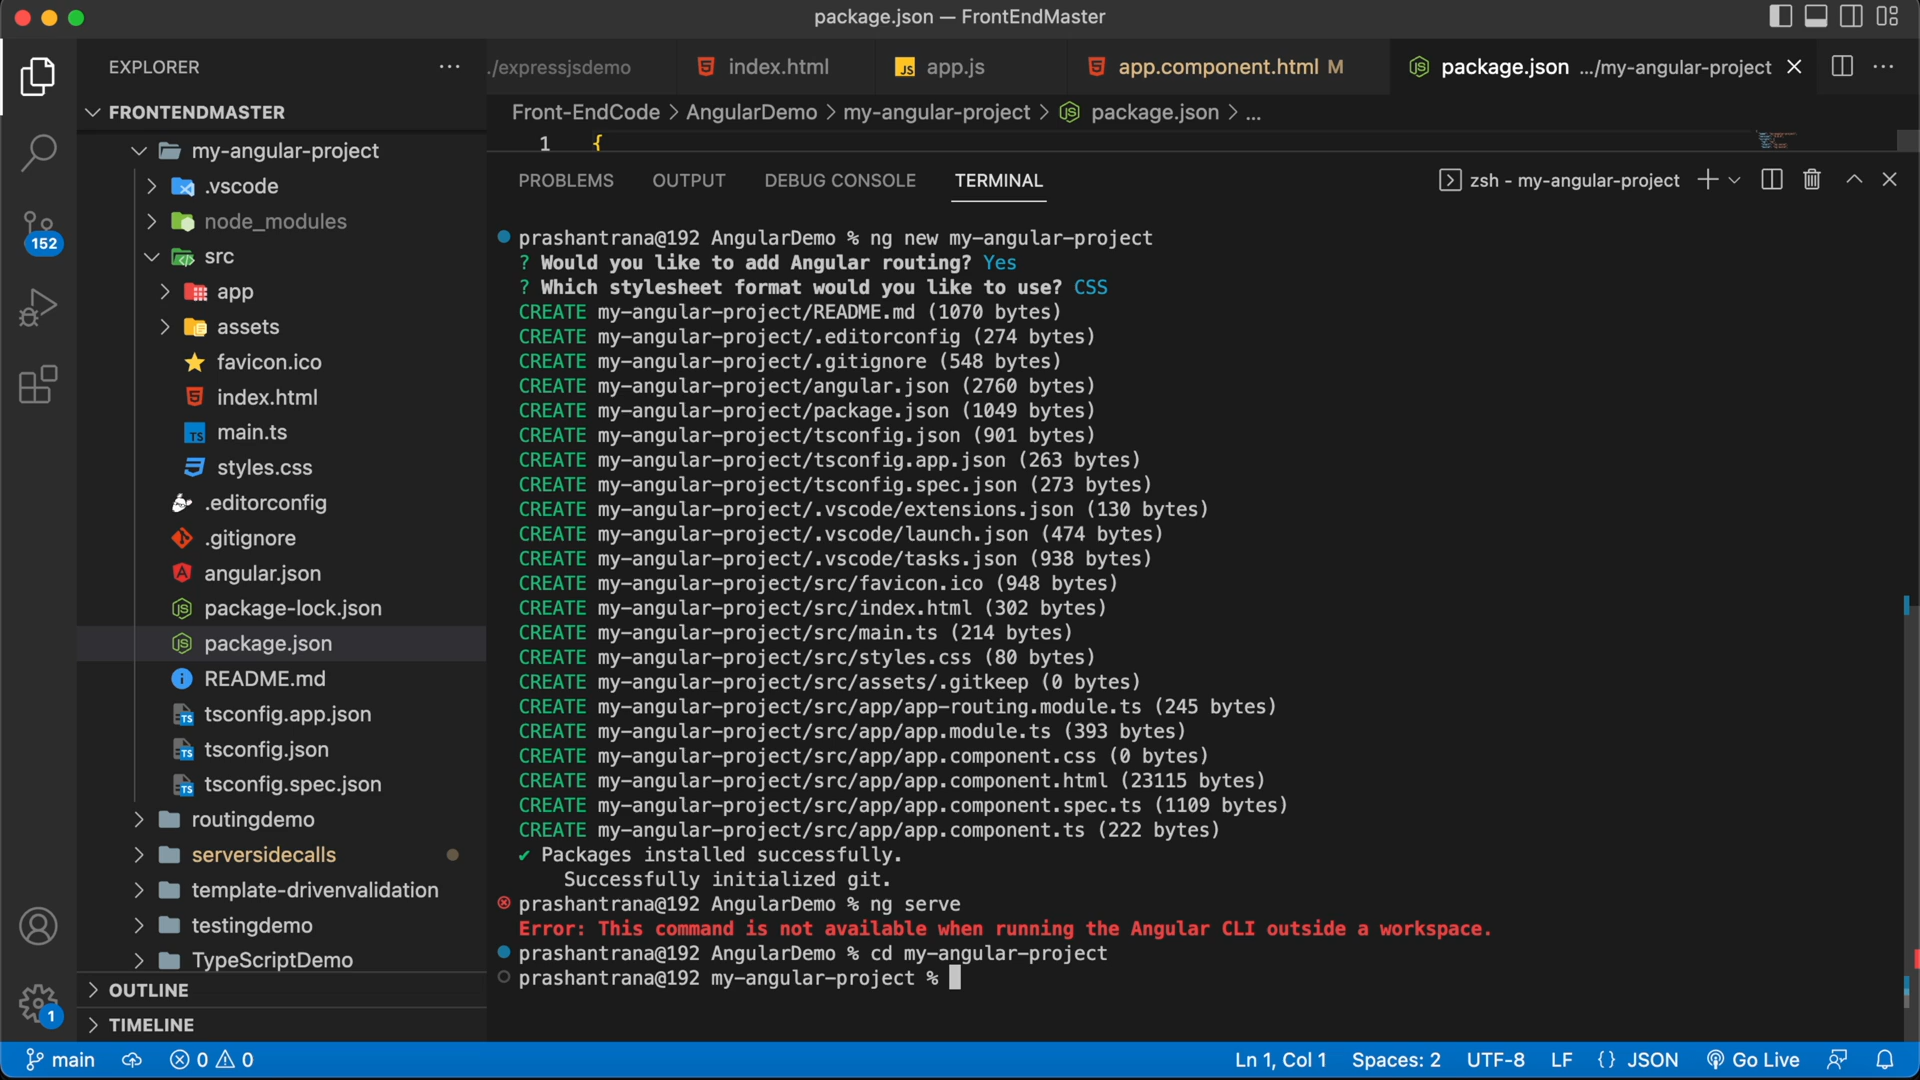 package.json — FrontEndMaster
EXPLORER
./expressjsdemo
index.html
app.js
app.component.html M
package.json .../my-angular-project
FRONTENDMASTER
Front-EndCode > AngularDemo > my-angular-project > package.json > ...
1 {
my-angular-project
.vscode
node_modules
src
app
assets
favicon.ico
index.html
main.ts
styles.css
.editorconfig
.gitignore
angular.json
package-lock.json
package.json
README.md
tsconfig.app.json
tsconfig.json
tsconfig.spec.json
routingdemo
serversidecalls
template-drivenvalidation
testingdemo
TypeScriptDemo
OUTLINE
TIMELINE
152
1
PROBLEMS OUTPUT DEBUG CONSOLE TERMINAL
zsh - my-angular-project
prashantrana@192 AngularDemo % ng new my-angular-project
? Would you like to add Angular routing? Yes
? Which stylesheet format would you like to use? CSS
CREATE my-angular-project/README.md (1070 bytes)
CREATE my-angular-project/.editorconfig (274 bytes)
CREATE my-angular-project/.gitignore (548 bytes)
CREATE my-angular-project/angular.json (2760 bytes)
CREATE my-angular-project/package.json (1049 bytes)
CREATE my-angular-project/tsconfig.json (901 bytes)
CREATE my-angular-project/tsconfig.app.json (263 bytes)
CREATE my-angular-project/tsconfig.spec.json (273 bytes)
CREATE my-angular-project/.vscode/extensions.json (130 bytes)
CREATE my-angular-project/.vscode/launch.json (474 bytes)
CREATE my-angular-project/.vscode/tasks.json (938 bytes)
CREATE my-angular-project/src/favicon.ico (948 bytes)
CREATE my-angular-project/src/index.html (302 bytes)
CREATE my-angular-project/src/main.ts (214 bytes)
CREATE my-angular-project/src/styles.css (80 bytes)
CREATE my-angular-project/src/assets/.gitkeep (0 bytes)
CREATE my-angular-project/src/app/app-routing.module.ts (245 bytes)
CREATE my-angular-project/src/app/app.module.ts (393 bytes)
CREATE my-angular-project/src/app/app.component.css (0 bytes)
CREATE my-angular-project/src/app/app.component.html (23115 bytes)
CREATE my-angular-project/src/app/app.component.spec.ts (1109 bytes)
CREATE my-angular-project/src/app/app.component.ts (222 bytes)
✔ Packages installed successfully.
Successfully initialized git.
prashantrana@192 AngularDemo % ng serve
Error: This command is not available when running the Angular CLI outside a workspace.
prashantrana@192 AngularDemo % cd my-angular-project
prashantrana@192 my-angular-project %
main
0 0
Ln 1, Col 1
Spaces: 2
UTF-8
LF
{} JSON
Go Live